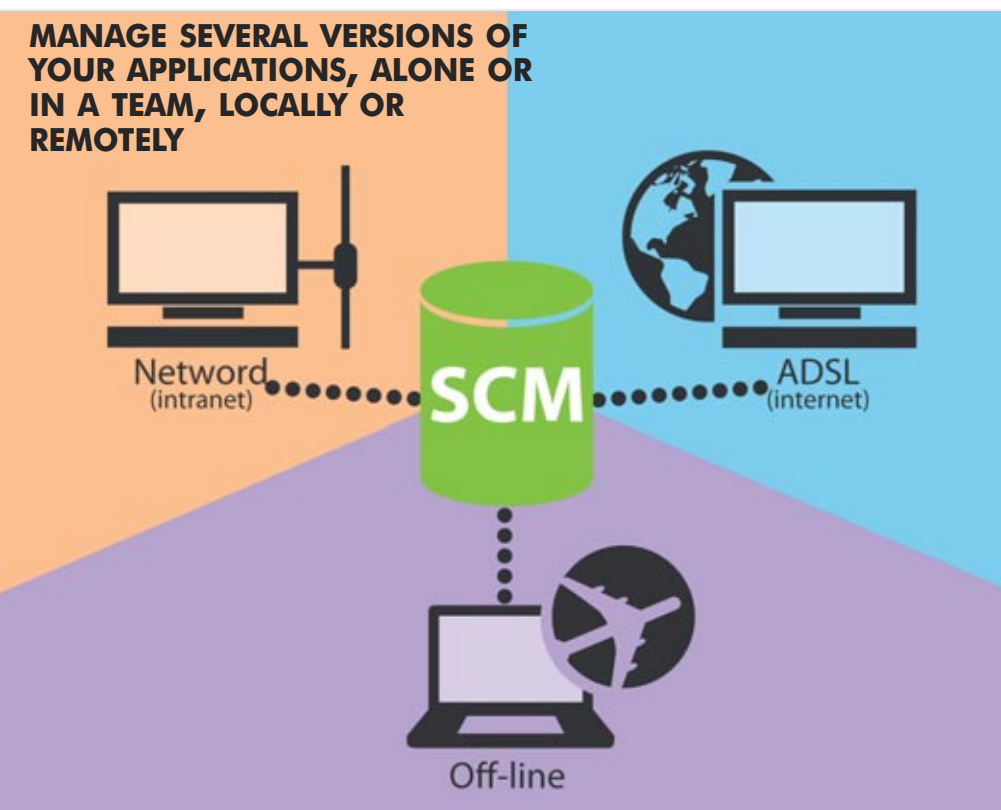 MANAGE SEVERAL VERSIONS OF
YOUR APPLICATIONS, ALONE OR
IN A TEAM, LOCALLY OR
REMOTELY
Netword
(intranet)
SCM
ADSL
(internet)
Off-line